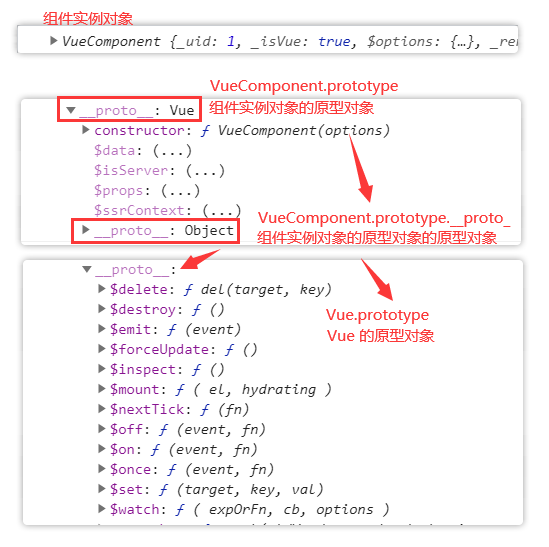 组件实例对象
VueComponent {_uid: 1, _isVue: true, $options: {…}, _re
VueComponent.prototype
组件实例对象的原型对象
__proto__: Vue
constructor: ƒ VueComponent(options)
$data: (...)
$isServer: (...)
$props: (...)
$ssrContext: (...)
__proto__: Object
VueComponent.prototype.__proto_
组件实例对象的原型对象的原型对象
__proto__:
$delete: ƒ del(target, key)
$destroy: ƒ ()
$emit: ƒ (event)
$forceUpdate: ƒ ()
$inspect: ƒ ()
$mount: ƒ ( el, hydrating )
$nextTick: ƒ (fn)
$off: ƒ (event, fn)
$on: ƒ (event, fn)
$once: ƒ (event, fn)
$set: ƒ (target, key, val)
$watch: ƒ ( expOrFn, cb, options )
Vue.prototype
Vue 的原型对象